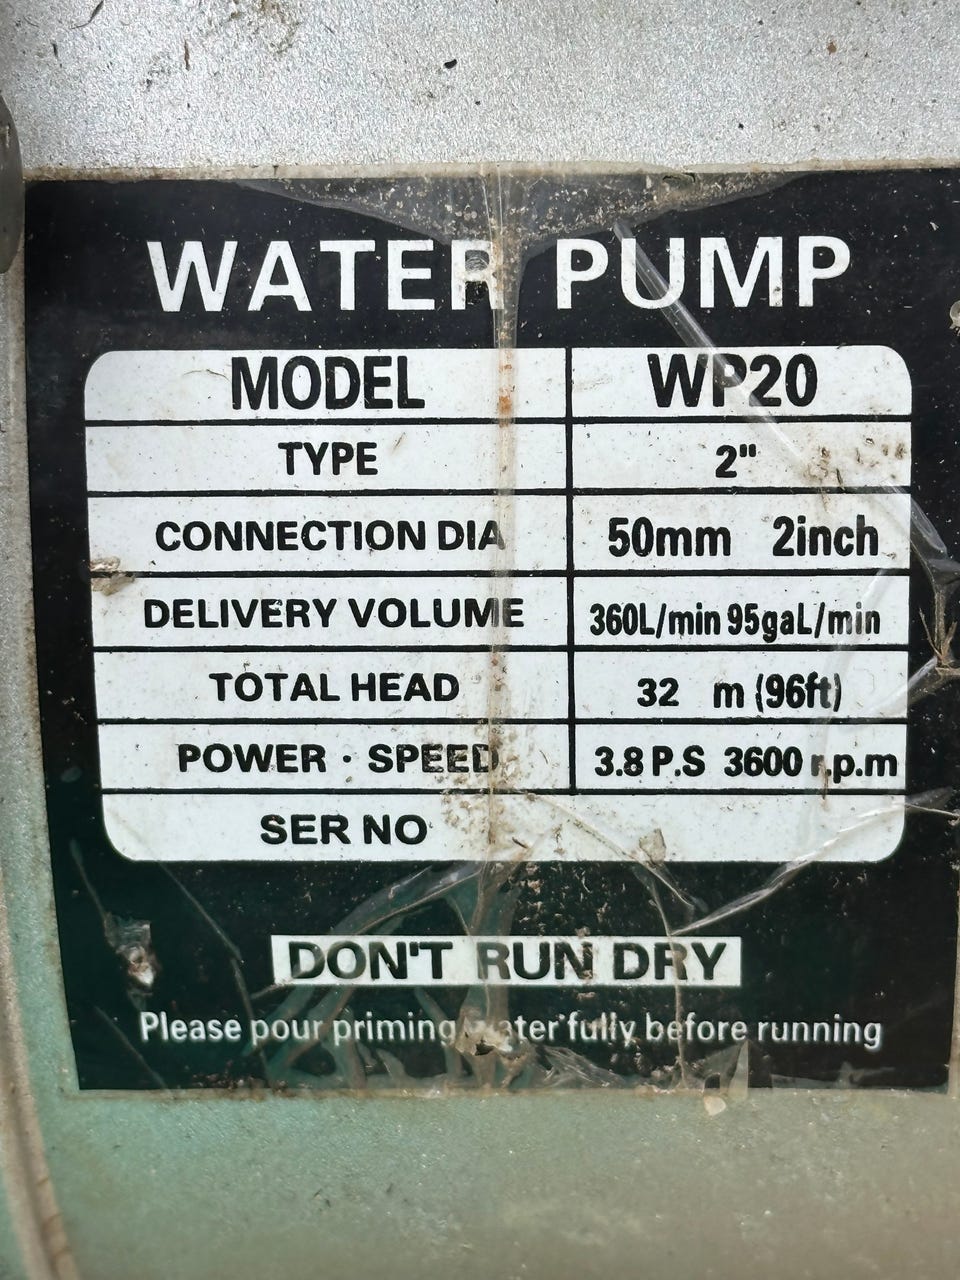 WATER PUMP
MODEL WP20
TYPE 2"
CONNECTION DIA 50mm 2inch
DELIVERY VOLUME 360L/min 95gaL/min
TOTAL HEAD 32 m (96ft)
POWER · SPEED 3.8 P.S 3600 r.p.m
SER NO
DON'T RUN DRY
Please pour priming water fully before running